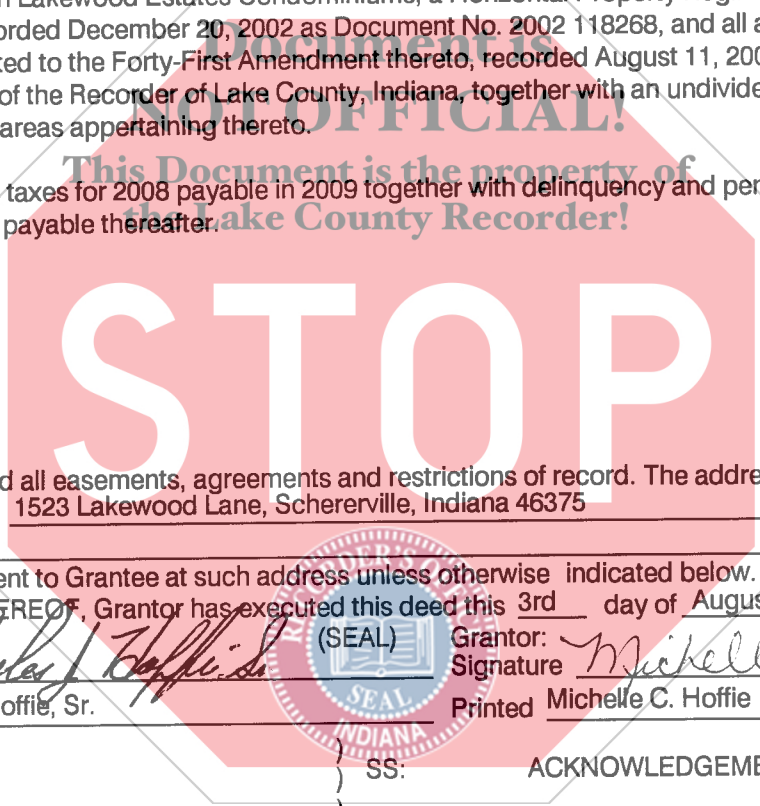 Lakewood Estates Condominiums, a Horizontal Property Reg
orded December 20, 2002 as Document No. 2002 118268, and all a
ed to the Forty-First Amendment thereto, recorded August 11, 200
of the Recorder of Lake County, Indiana, together with an undivide
areas appertaining thereto.
Document is
NOT OFFICIAL!
This Document is the property of
the Lake County Recorder!
taxes for 2008 payable in 2009 together with delinquency and pen
payable thereafter.
STOP
d all easements, agreements and restrictions of record. The addre
1523 Lakewood Lane, Schererville, Indiana 46375
ent to Grantee at such address unless otherwise indicated below.
EREOF, Grantor has executed this deed this 3rd day of Augus
(SEAL) Grantor:
Signature Michell
offie, Sr. Printed Michelle C. Hoffie
RECORDER'S OFFICE
SEAL
INDIANA
) SS: ACKNOWLEDGEME
)